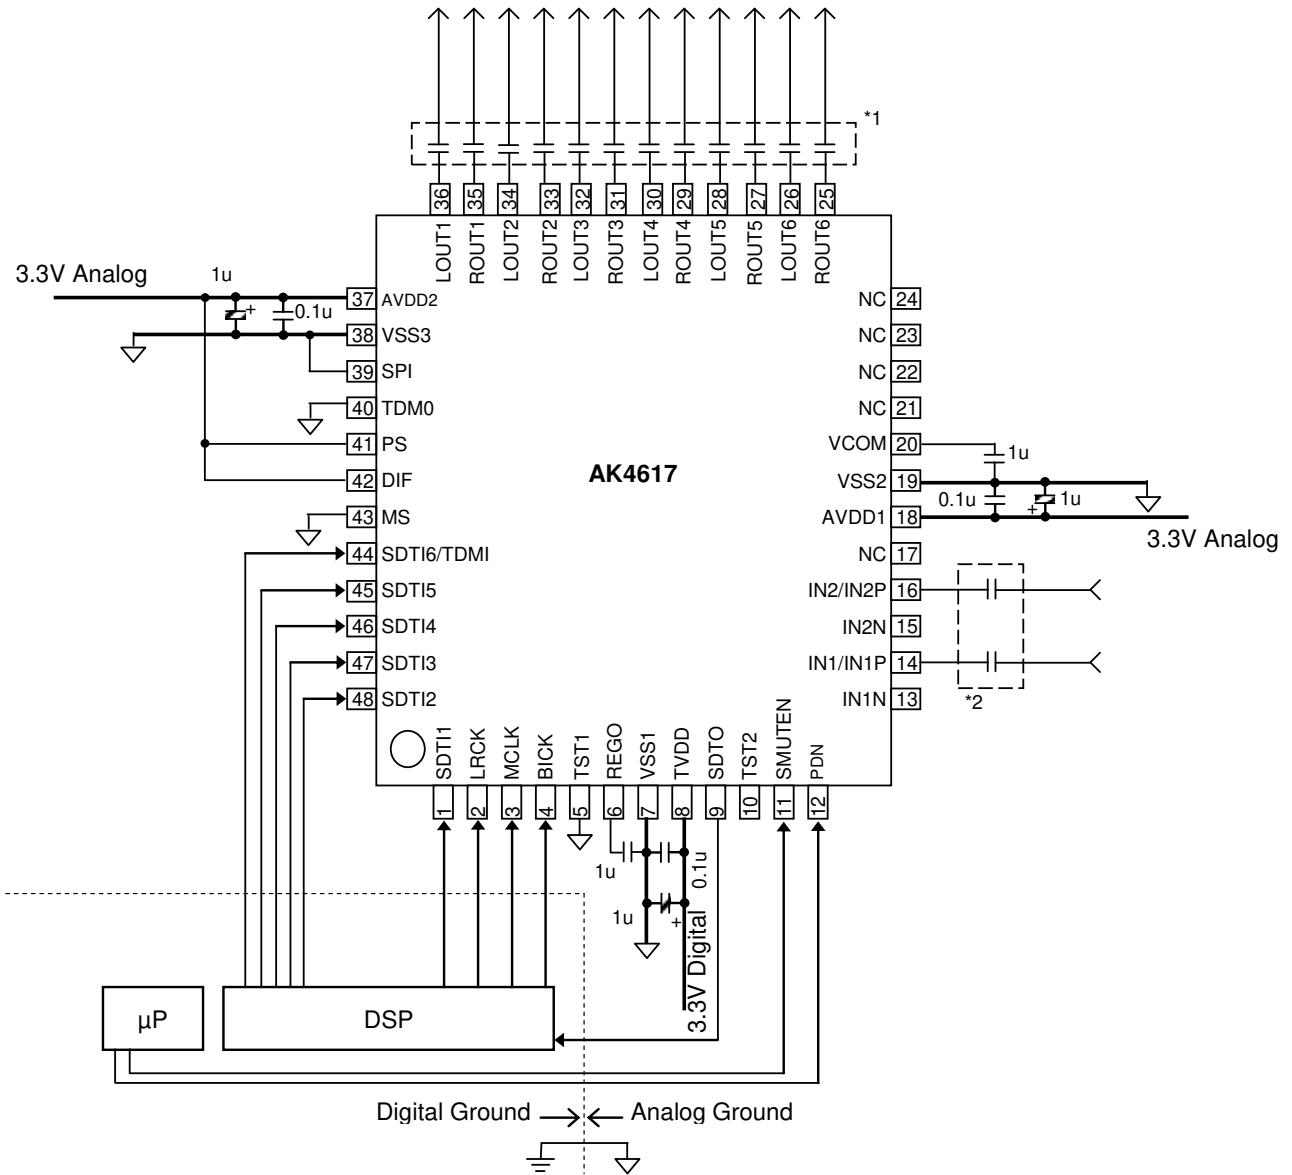 *1
36 35 34 33 32 31 30 29 28 27 26 25
LOUT1 ROUT1 LOUT2 ROUT2 LOUT3 ROUT3 LOUT4 ROUT4 LOUT5 ROUT5 LOUT6 ROUT6
3.3V Analog
1u
+
0.1u
37 AVDD2
38 VSS3
39 SPI
40 TDM0
41 PS
42 DIF
43 MS
44 SDTI6/TDMI
45 SDTI5
46 SDTI4
47 SDTI3
48 SDTI2
AK4617
NC 24
NC 23
NC 22
NC 21
VCOM 20
VSS2 19
AVDD1 18
NC 17
IN2/IN2P 16
IN2N 15
IN1/IN1P 14
IN1N 13
1u
0.1u
+
1u
3.3V Analog
*2
SDTI1 LRCK MCLK BICK TST1 REGO VSS1 TVDD SDTO TST2 SMUTEN PDN
1 2 3 4 5 6 7 8 9 10 11 12
1u
0.1u
1u
+
3.3V Digital
µP
DSP
Digital Ground
Analog Ground